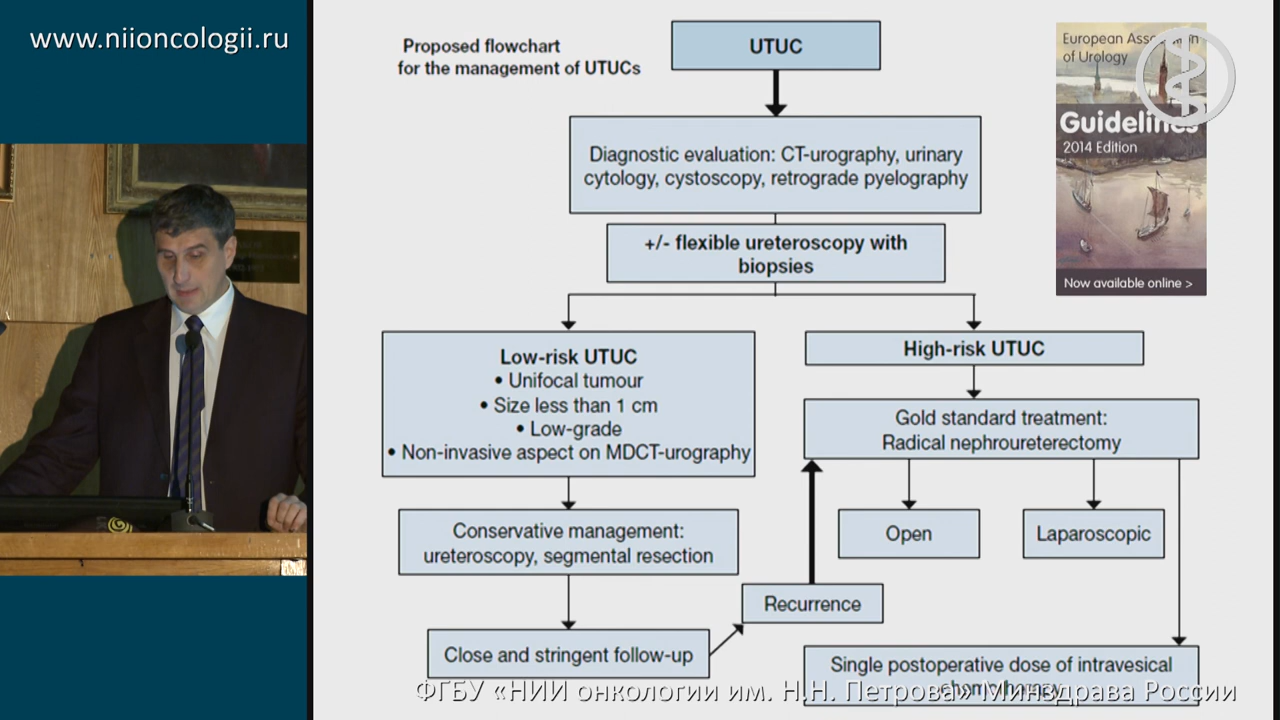 www.niioncologii.ru
Proposed flowchart
for the management of UTUCs
UTUC
European Association
of Urology
Guidelines
2014 Edition
Now available online >
Diagnostic evaluation: CT-urography, urinary
cytology, cystoscopy, retrograde pyelography
+/- flexible ureteroscopy with
biopsies
Low-risk UTUC
• Unifocal tumour
• Size less than 1 cm
• Low-grade
• Non-invasive aspect on MDCT-urography
High-risk UTUC
Gold standard treatment:
Radical nephroureterectomy
Conservative management:
ureteroscopy, segmental resection
Open
Laparoscopic
Recurrence
Close and stringent follow-up
Single postoperative dose of intravesical
chemotherapy
ФГБУ «НИИ онкологии им. Н.Н. Петрова» Минздрава России